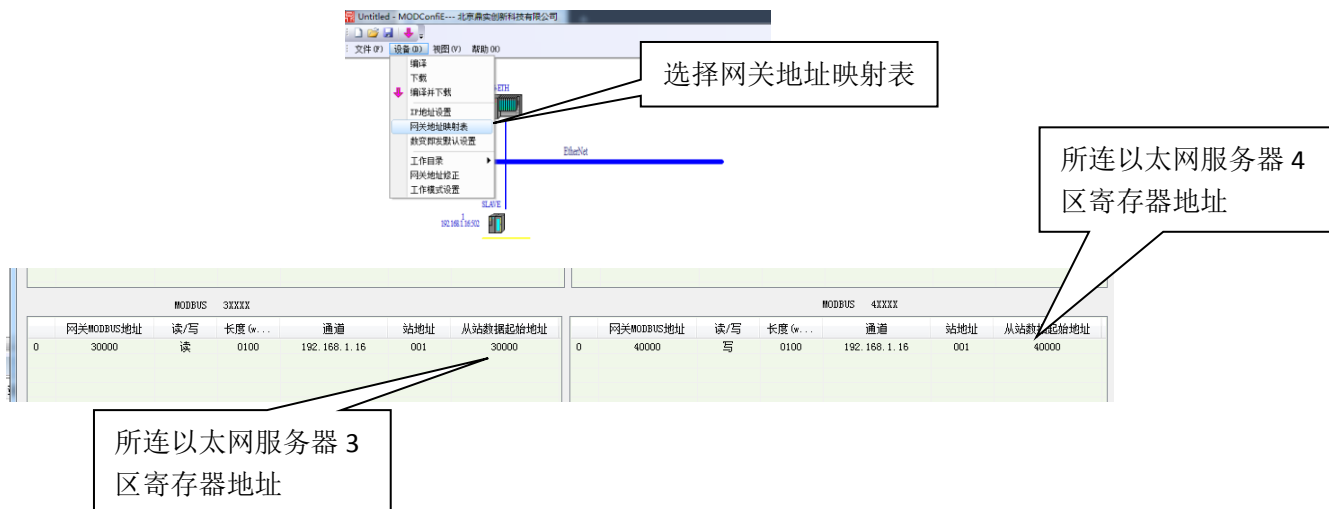 Untitled - MODConfiE--- 北京鼎实创新科技有限公司
文件(F) 设备(D) 视图(V) 帮助(H)
编译
下载
编译并下载
IP地址设置
网关地址映射表
数变即发默认设置
工作目录
网关地址修正
工作模式设置
-ETH
EtherNet
SLAVE
1
192.168.1.16:502
选择网关地址映射表
所连以太网服务器 4
区寄存器地址
MODBUS 3XXXX
网关MODBUS地址 读/写 长度(w... 通道 站地址 从站数据起始地址
0 30000 读 0100 192.168.1.16 001 30000
MODBUS 4XXXX
网关MODBUS地址 读/写 长度(w... 通道 站地址 从站数据起始地址
0 40000 写 0100 192.168.1.16 001 40000
所连以太网服务器 3
区寄存器地址